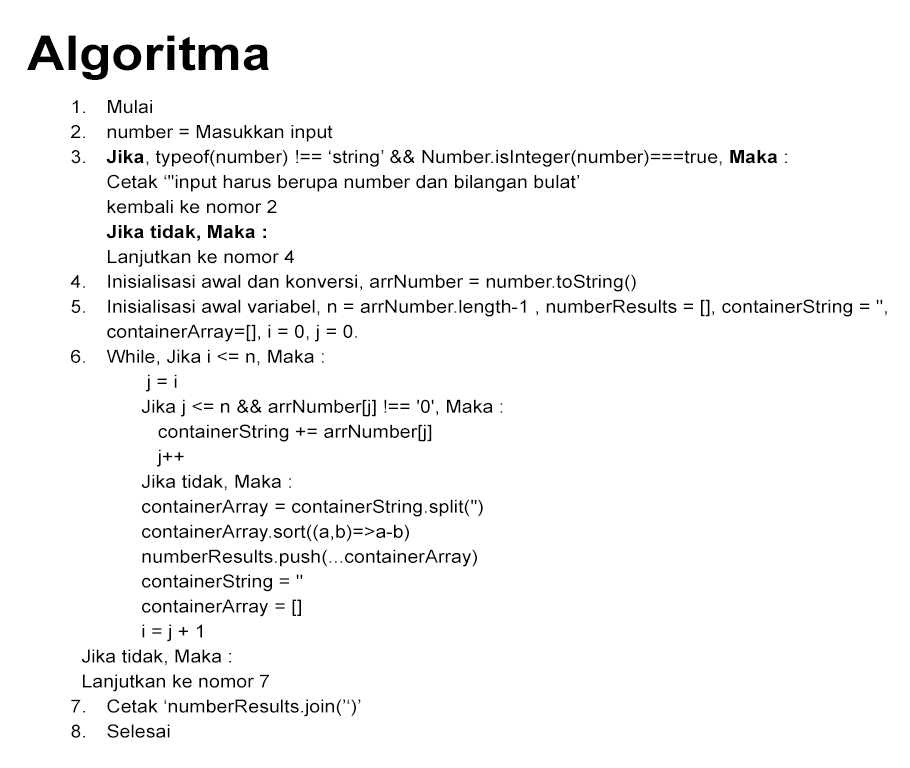 Algoritma
1. Mulai
2. number = Masukkan input
3. Jika, typeof(number) !== ‘string’ && Number.isInteger(number)===true, Maka :
Cetak ‘"input harus berupa number dan bilangan bulat’
kembali ke nomor 2
Jika tidak, Maka :
Lanjutkan ke nomor 4
4. Inisialisasi awal dan konversi, arrNumber = number.toString()
5. Inisialisasi awal variabel, n = arrNumber.length-1 , numberResults = [], containerString = '',
containerArray=[], i = 0, j = 0.
6. While, Jika i <= n, Maka :
j = i
Jika j <= n && arrNumber[j] !== '0', Maka :
containerString += arrNumber[j]
j++
Jika tidak, Maka :
containerArray = containerString.split('')
containerArray.sort((a,b)=>a-b)
numberResults.push(...containerArray)
containerString = ''
containerArray = []
i = j + 1
Jika tidak, Maka :
Lanjutkan ke nomor 7
7. Cetak ‘numberResults.join(’‘)’
8. Selesai